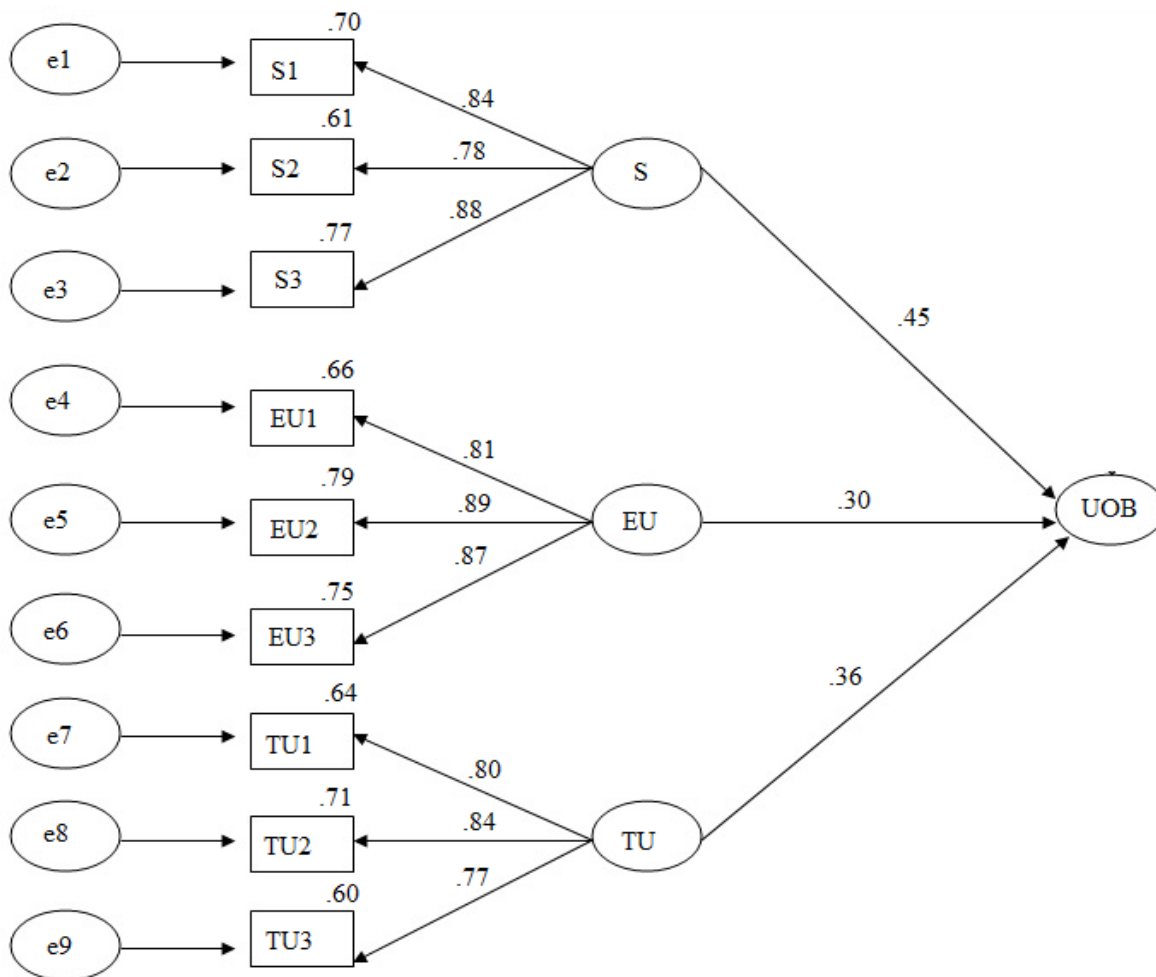 .70
e1
S1
.84
.61
e2
S2
.78
S
.88
.77
e3
S3
.45
.66
e4
EU1
.81
.79
e5
EU2
.89
EU
.30
UOB
.87
.75
e6
EU3
.64
.36
e7
TU1
.80
.71
e8
TU2
.84
TU
.77
.60
e9
TU3